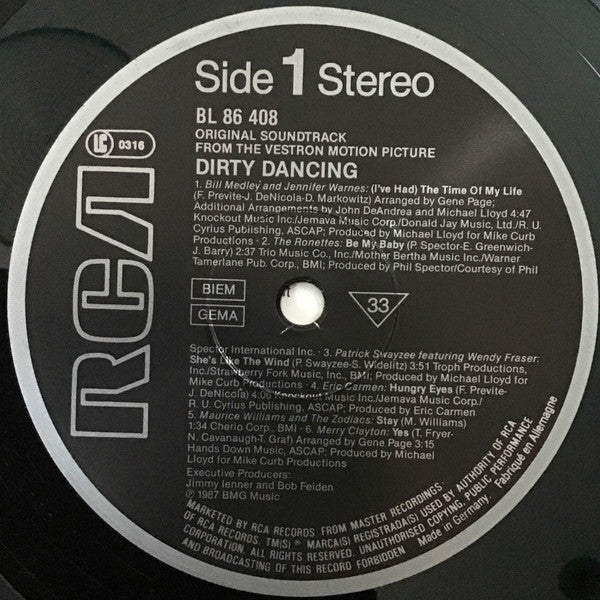 Side 1 Stereo
BL 86 408
ORIGINAL SOUNDTRACK
FROM THE VESTRON MOTION PICTURE
DIRTY DANCING
LC 0316
RCA
1. Bill Medley and Jennifer Warnes: (I've Had) The Time Of My Life
(F. Previte-J. DeNicola-D. Markowitz) Arranged by Gene Page;
Additional Arrangements by John DeAndrea and Michael Lloyd 4:47
Knockout Music Inc./Jemava Music Corp./Donald Jay Music Ltd./R. U.
Cyrius Publishing, ASCAP; Produced by Michael Lloyd for Mike Curb
Productions · 2. The Ronettes: Be My Baby (P. Spector-E. Greenwich-
J. Barry) 2:37 Trio Music Co., Inc./Mother Bertha Music Inc./Warner
Tamerlane Pub. Corp., BMI; Produced by Phil Spector/Courtesy of Phil
BIEM
GEMA
33
Spector International Inc. · 3. Patrick Swayzee featuring Wendy Fraser:
She's Like The Wind (P. Swayzee-S. Widelitz) 3:51 Troph Productions,
Inc./Strawberry Fork Music, Inc., BMI; Produced by Michael Lloyd for
Mike Curb Productions · 4. Eric Carmen: Hungry Eyes (F. Previte-
J. DeNicola) 4:06 Knockout Music Inc./Jemava Music Corp./
R. U. Cyrius Publishing, ASCAP; Produced by Eric Carmen
5. Maurice Williams and The Zodiacs: Stay (M. Williams)
1:34 Cherio Corp., BMI · 6. Merry Clayton: Yes (T. Fryer-
N. Cavanaugh-T. Graf) Arranged by Gene Page 3:15
Hands Down Music, ASCAP; Produced by Michael
Lloyd for Mike Curb Productions
Executive Producers:
Jimmy Ienner and Bob Feiden
℗ 1987 BMG Music
MARKETED BY RCA RECORDS FROM MASTER RECORDINGS USED BY AUTHORITY OF RCA
OF RCA RECORDS. TM(S) ® MARCA(S) REGISTRADA(S) RCA
CORPORATION. ALL RIGHTS RESERVED. UNAUTHORISED COPYING, PUBLIC PERFORMANCE
AND BROADCASTING OF THIS RECORD FORBIDDEN Made in Germany. Fabriqué en Allemagne